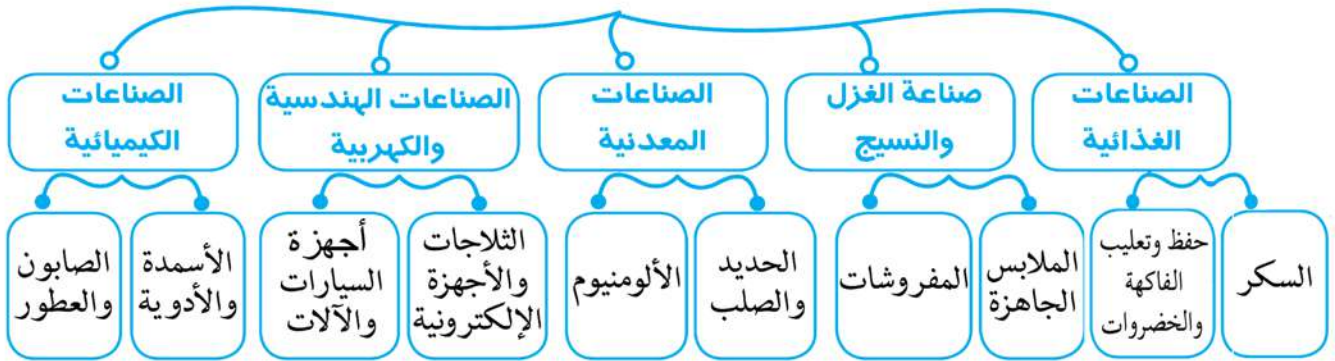 الصناعات
الغذائية
صناعة الغزل
والنسيج
الصناعات
المعدنية
الصناعات الهندسية
والكهربية
الصناعات
الكيميائية
السكر
حفظ وتعليب
الفاكهة
والخضروات
الملابس
الجاهزة
المفروشات
الحديد
والصلب
الألومنيوم
الثلاجات
والأجهزة
الإلكترونية
أجهزة
السيارات
والآلات
الأسمدة
والأدوية
الصابون
والعطور